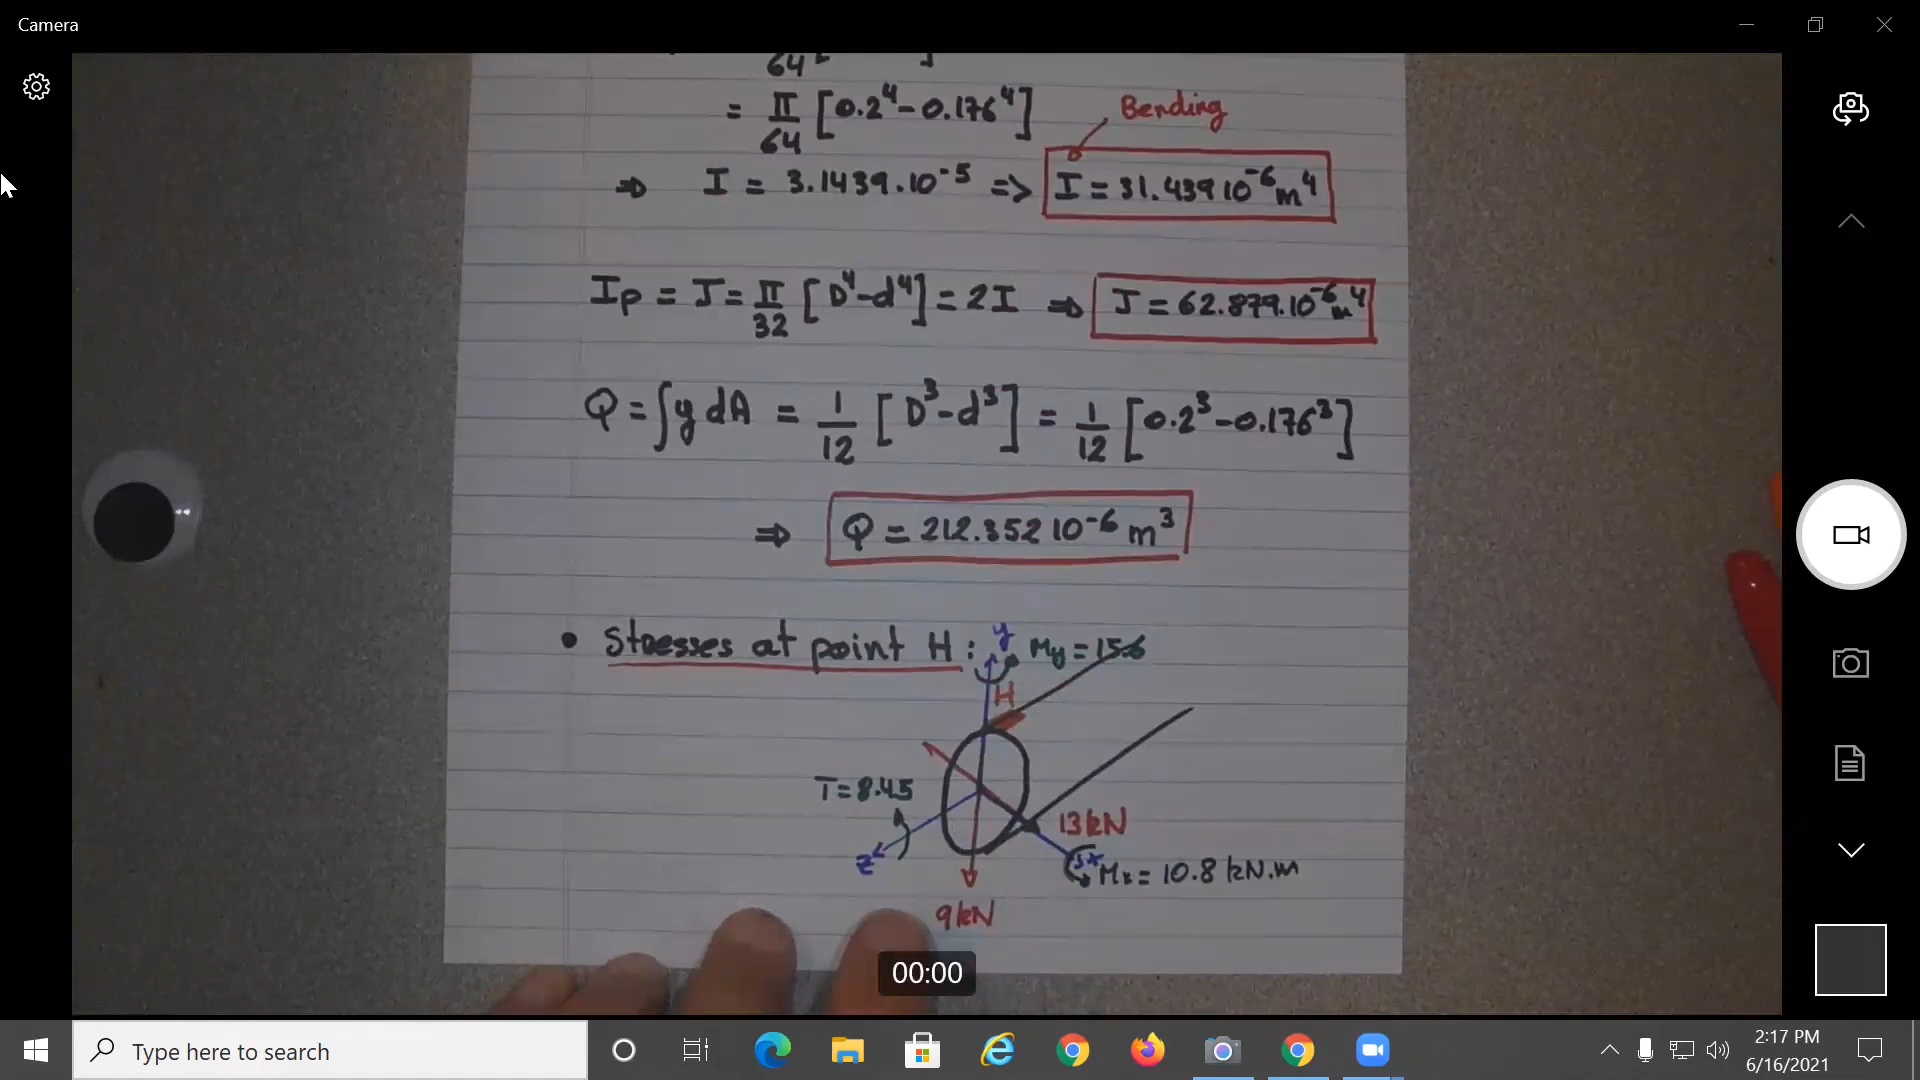 Camera
64
= π/64 [0.2⁴ - 0.176⁴]
Bending
⇒ I = 3.1439.10⁻⁵ => I = 31.439 10⁻⁶ m⁴
Ip = J = π/32 [D⁴-d⁴] = 2I ⇒ J = 62.879.10⁻⁶ m⁴
Q = ∫y dA = 1/12 [D³-d³] = 1/12 [0.2³-0.176³]
⇒ Q = 212.352 10⁻⁶ m³
• Stresses at point H: y My = 15.6
H
T = 8.45
13kN
z
x Mx = 10.8 kN.m
9kN
00:00
Type here to search
2:17 PM
6/16/2021